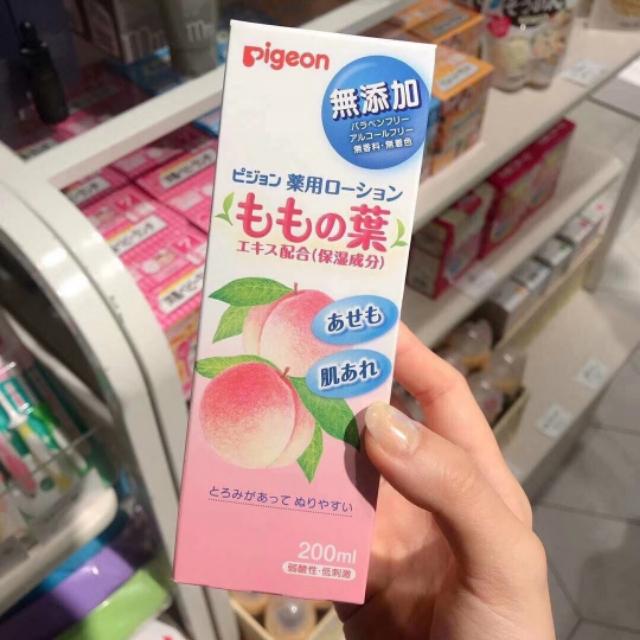 Pigeon
無添加
パラベンフリー
アルコールフリー
無香料・無着色
ピジョン 薬用ローション
ももの葉
エキス配合(保湿成分)
あせも
肌あれ
とろみがあって ぬりやすい
200ml
弱酸性・低刺激